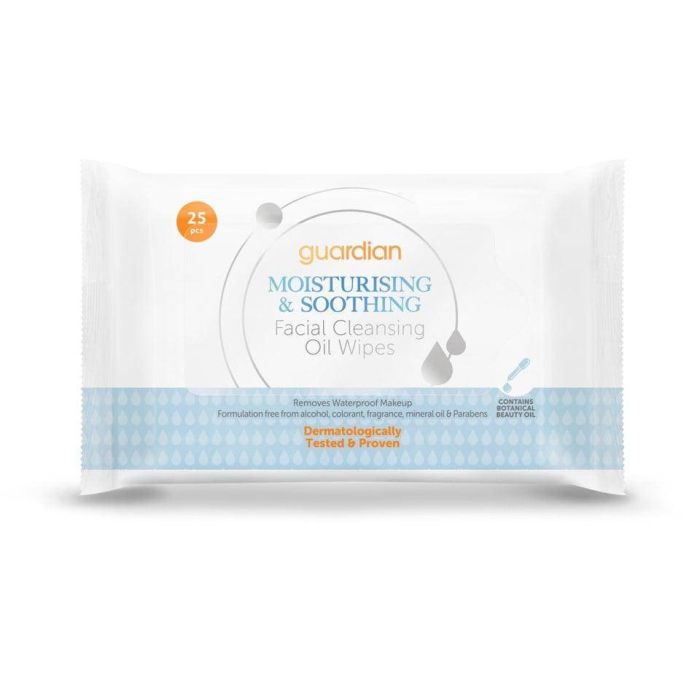 25
pcs
guardian
MOISTURISING
& SOOTHING
Facial Cleansing
Oil Wipes
Removes Waterproof Makeup
Formulation free from alcohol, colorant, fragrance, mineral oil & Parabens
Dermatologically
Tested & Proven
CONTAINS
BOTANICAL
BEAUTY OIL